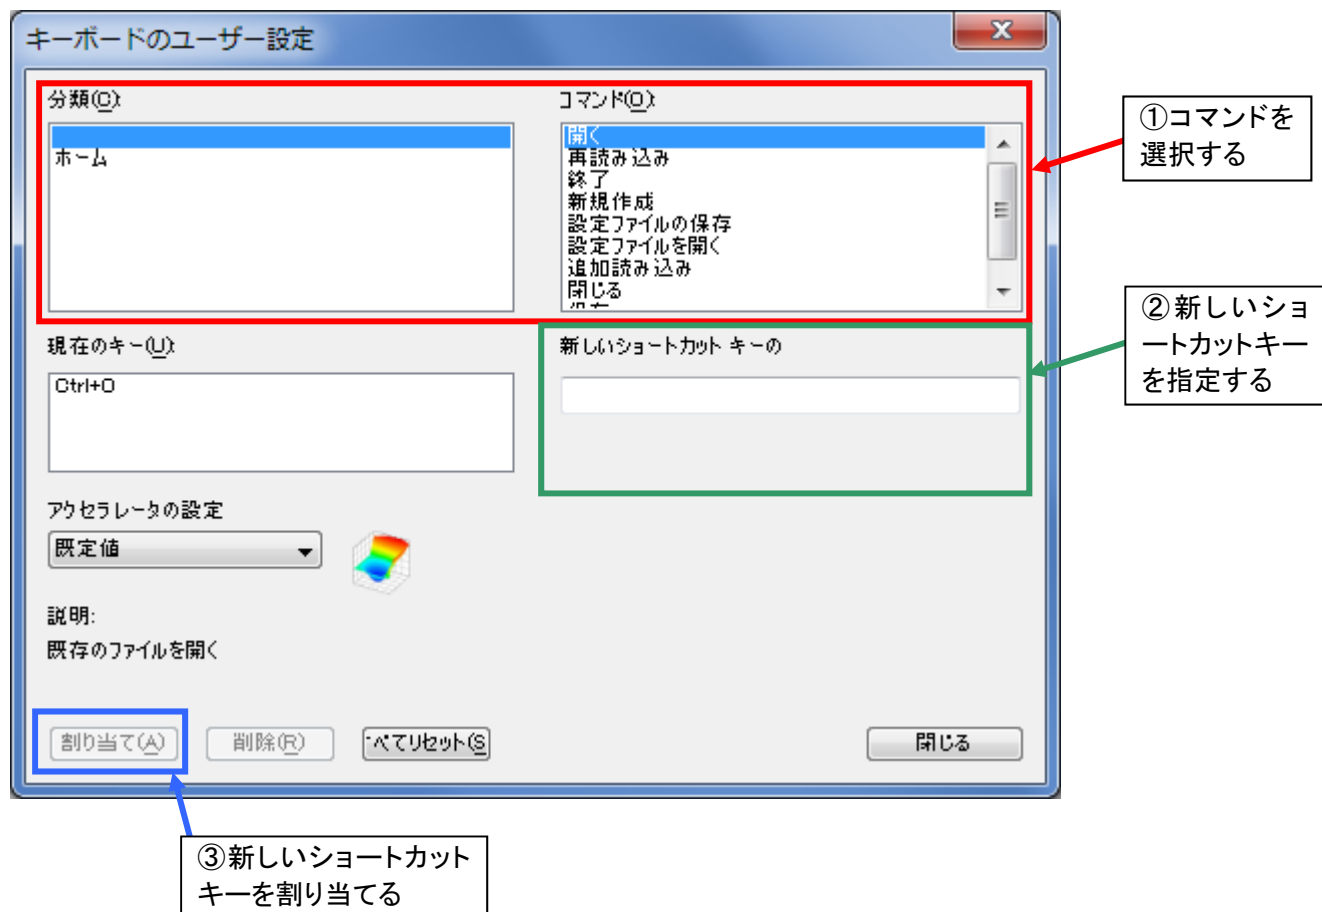 キーボードのユーザー設定
分類(C):
コマンド(O):
ホーム
開く
再読み込み
終了
新規作成
設定ファイルの保存
設定ファイルを開く
追加読み込み
閉じる
①コマンドを
選択する
現在のキー(U):
Ctrl+O
新しいショートカット キーの
②新しいショ
ートカットキー
を指定する
アクセラレータの設定
既定値
説明:
既存のファイルを開く
割り当て(A)
削除(R)
べてリセット(S
閉じる
③新しいショートカット
キーを割り当てる